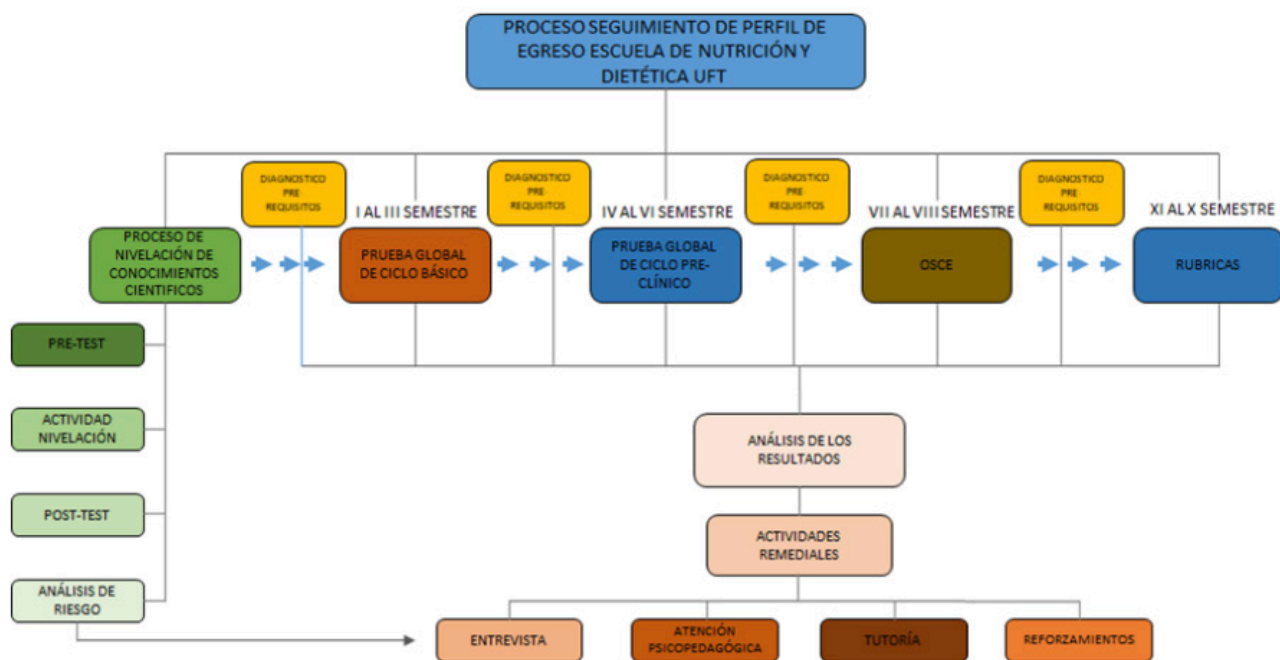 PROCESO SEGUIMIENTO DE PERFIL DE
EGRESO ESCUELA DE NUTRICIÓN Y
DIETÉTICA UFT
DIAGNOSTICO
PRE-
REQUISITOS
DIAGNOSTICO
PRE-
REQUISITOS
DIAGNOSTICO
PRE-
REQUISITOS
DIAGNOSTICO
PRE-
REQUISITOS
I AL III SEMESTRE
IV AL VI SEMESTRE
VII AL VIII SEMESTRE
XI AL X SEMESTRE
PROCESO DE
NIVELACIÓN DE
CONOCIMIENTOS
CIENTIFICOS
PRUEBA GLOBAL
DE CICLO BÁSICO
PRUEBA GLOBAL
DE CICLO PRE-
CLÍNICO
OSCE
RUBRICAS
PRE-TEST
ACTIVIDAD
NIVELACIÓN
POST-TEST
ANÁLISIS DE
RIESGO
ANÁLISIS DE LOS
RESULTADOS
ACTIVIDADES
REMEDIALES
ENTREVISTA
ATENCIÓN
PSICOPEDAGÓGICA
TUTORÍA
REFORZAMIENTOS